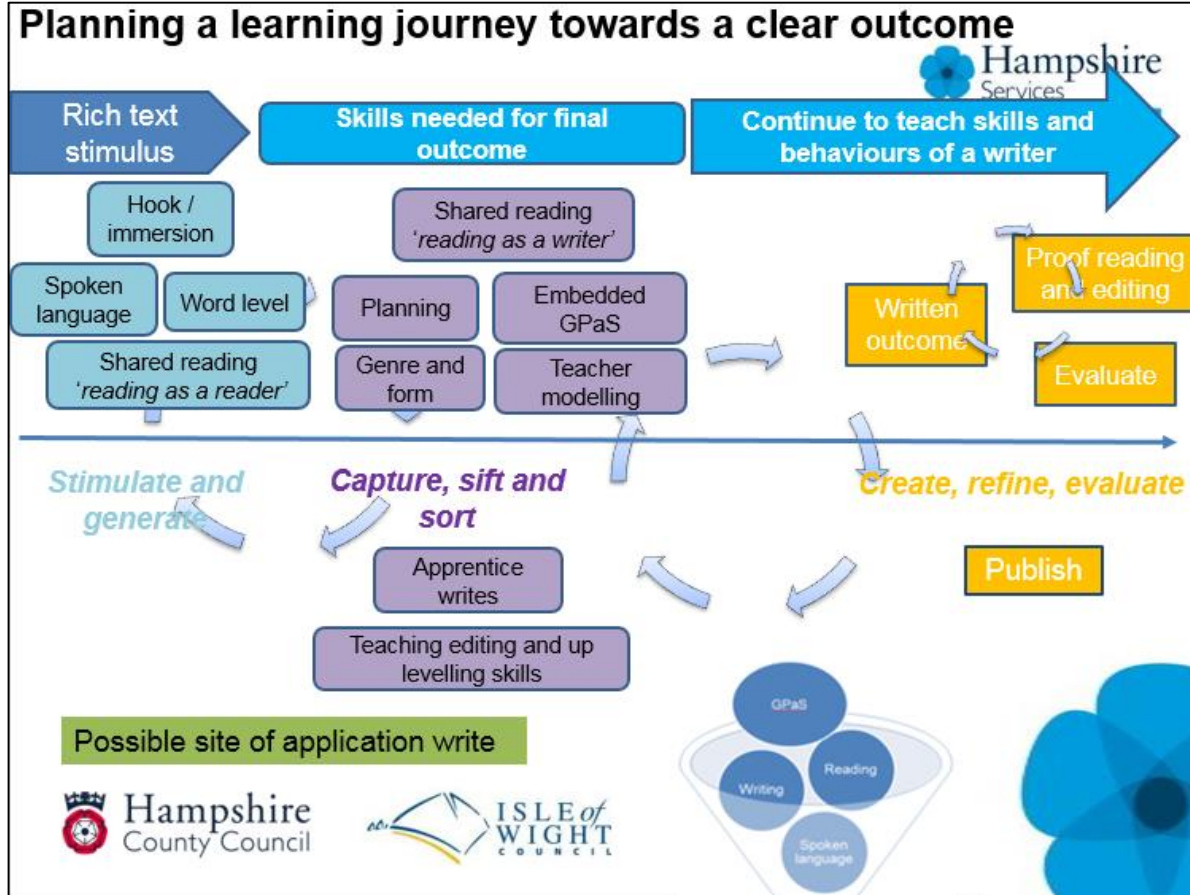 Planning a learning journey towards a clear outcome
Hampshire
Services
Rich text
stimulus
Skills needed for final
outcome
Continue to teach skills and
behaviours of a writer
Hook /
immersion
Spoken
language
Word level
Shared reading
‘reading as a reader’
Shared reading
‘reading as a writer’
Planning
Embedded
GPaS
Genre and
form
Teacher
modelling
Written
outcome
Proof reading
and editing
Evaluate
Stimulate and
generate
Capture, sift and
sort
Create, refine, evaluate
Apprentice
writes
Teaching editing and up
levelling skills
Publish
Possible site of application write
GPaS
Reading
Writing
Spoken
language
Hampshire
County Council
ISLE of
WIGHT
COUNCIL